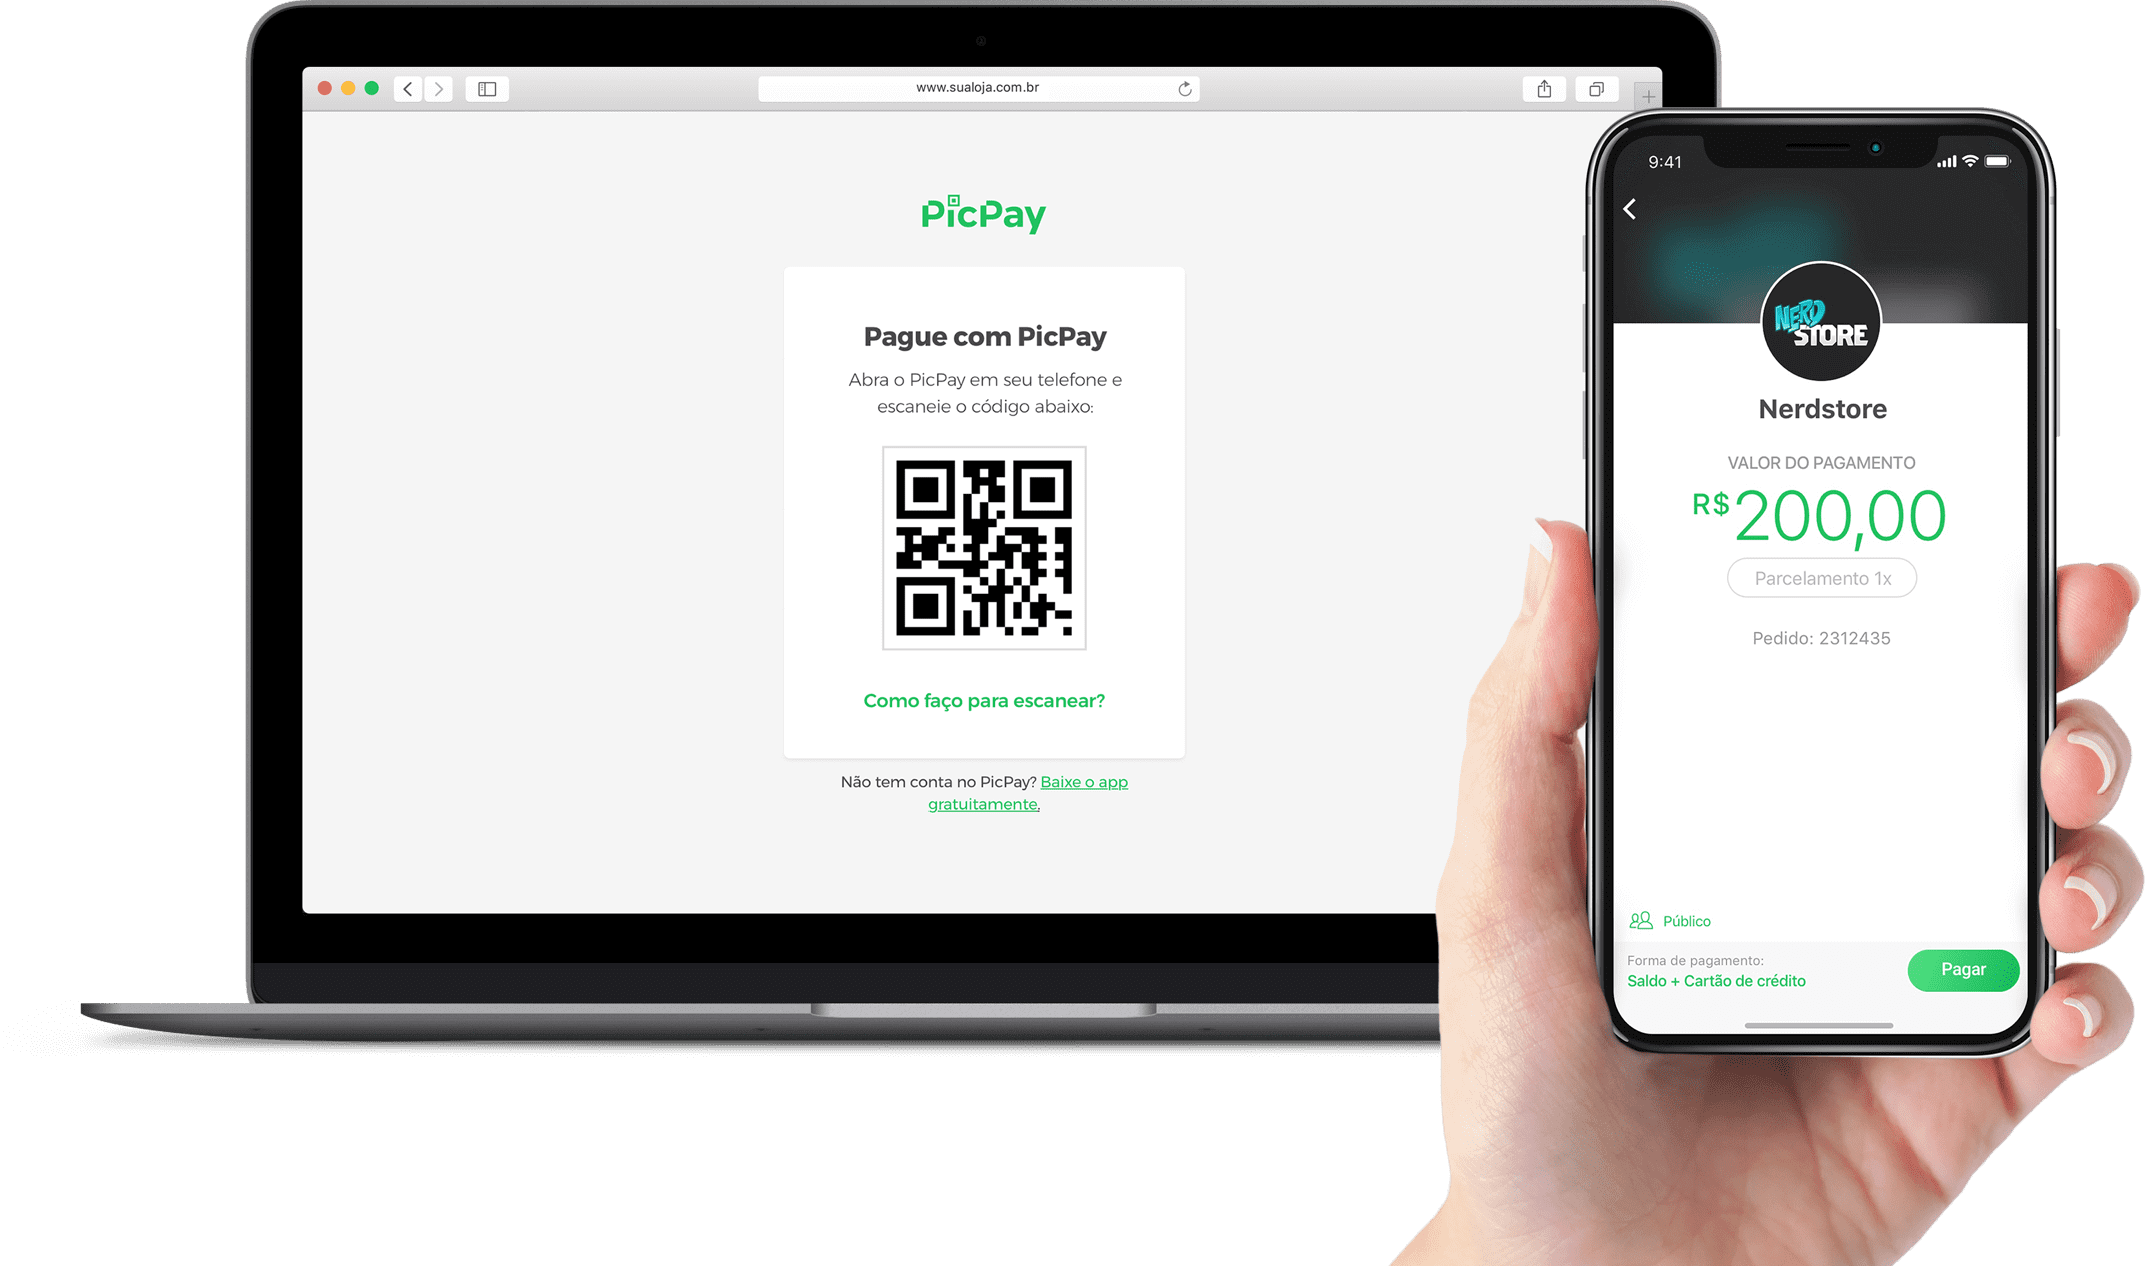 www.sualoja.com.br
PicPay
Pague com PicPay
Abra o PicPay em seu telefone e
escaneie o código abaixo:
Como faço para escanear?
Não tem conta no PicPay? Baixe o app
gratuitamente.
9:41
NERD
STORE
Nerdstore
VALOR DO PAGAMENTO
R$200,00
Parcelamento 1x
Pedido: 2312435
Público
Forma de pagamento:
Saldo + Cartão de crédito
Pagar